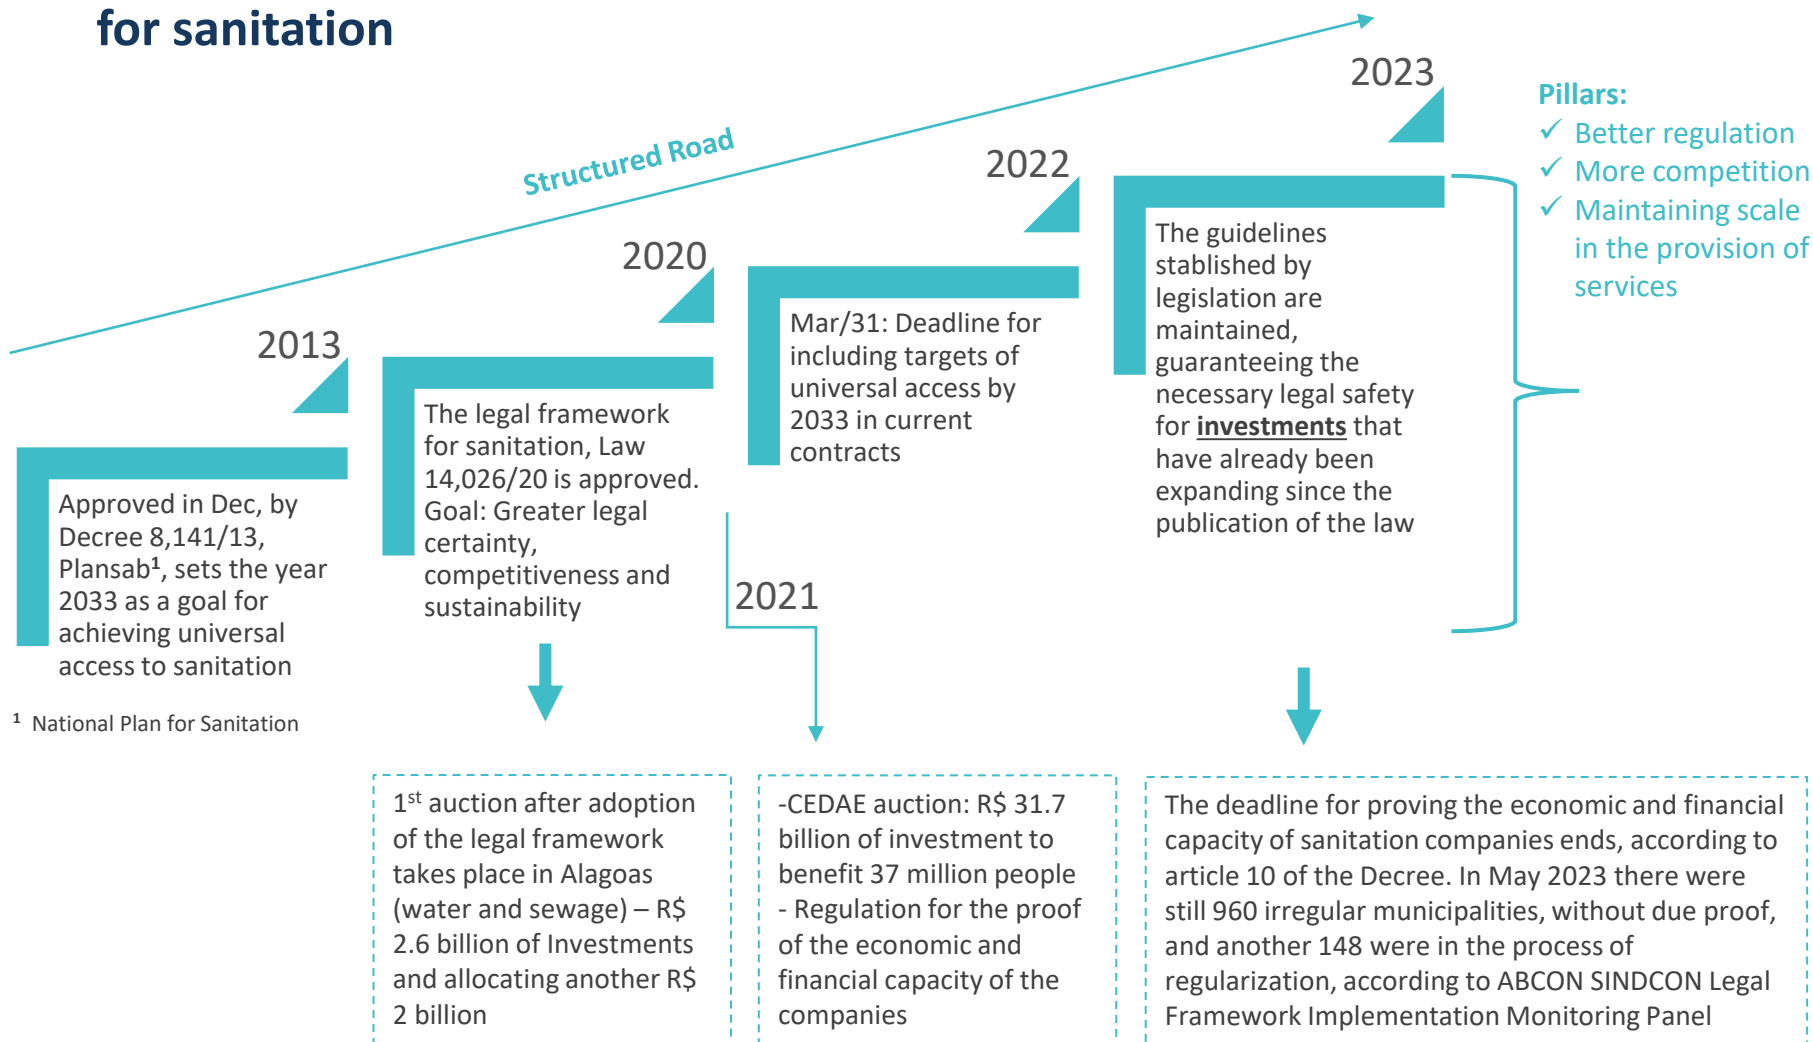 for sanitation
Structured Road
2013
Approved in Dec, by
Decree 8,141/13,
Plansab¹, sets the year
2033 as a goal for
achieving universal
access to sanitation
¹ National Plan for Sanitation
2020
The legal framework
for sanitation, Law
14,026/20 is approved.
Goal: Greater legal
certainty,
competitiveness and
sustainability
2021
2022
Mar/31: Deadline for
including targets of
universal access by
2033 in current
contracts
2023
The guidelines
stablished by
legislation are
maintained,
guaranteeing the
necessary legal safety
for investments that
have already been
expanding since the
publication of the law
Pillars:
✓ Better regulation
✓ More competition
✓ Maintaining scale
in the provision of
services
1st auction after adoption
of the legal framework
takes place in Alagoas
(water and sewage) – R$
2.6 billion of Investments
and allocating another R$
2 billion
-CEDAE auction: R$ 31.7
billion of investment to
benefit 37 million people
- Regulation for the proof
of the economic and
financial capacity of the
companies
The deadline for proving the economic and financial
capacity of sanitation companies ends, according to
article 10 of the Decree. In May 2023 there were
still 960 irregular municipalities, without due proof,
and another 148 were in the process of
regularization, according to ABCON SINDCON Legal
Framework Implementation Monitoring Panel